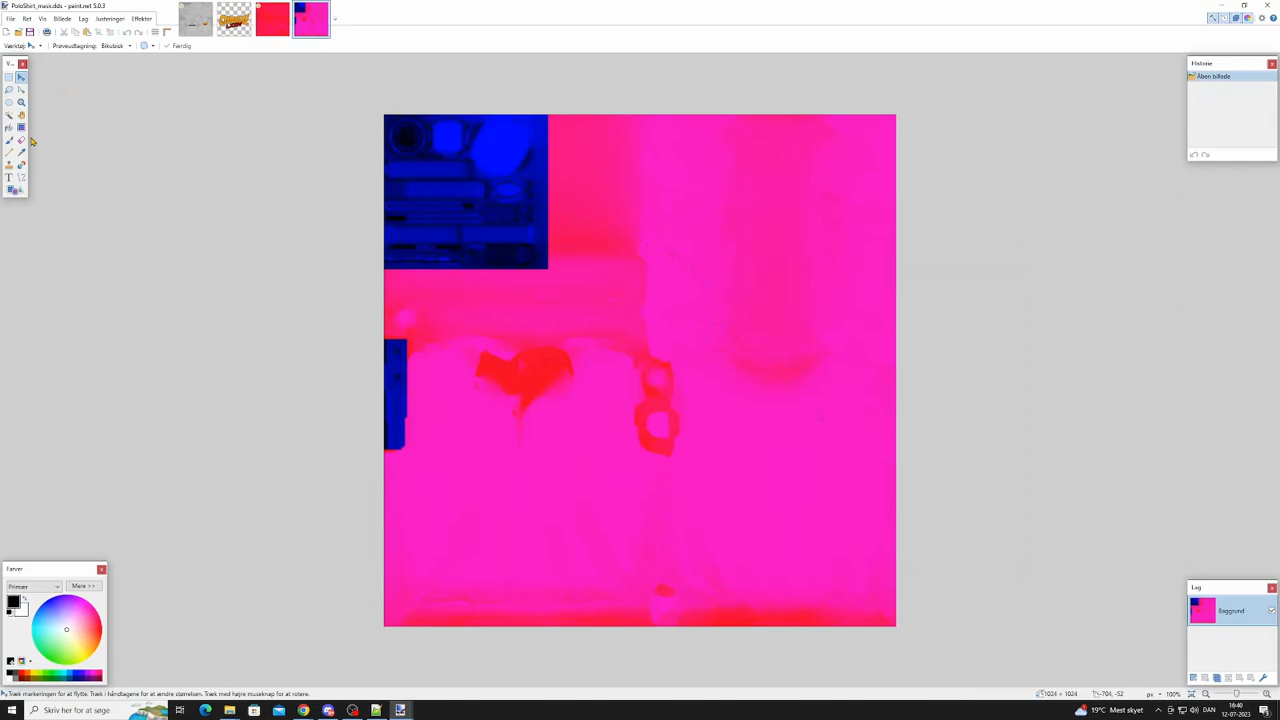 PoloShirt_mask.dds - paint.net 5.0.3
File Ret Vis Billede Lag Justeringer Effekter
Værktøj: Prøveudtagning: Bikubisk Færdig
V...
Historie
Åben billede
Farver
Primær Mere >>
Lag
Baggrund
Træk markeringen for at flytte. Træk i håndtagene for at ændre størrelsen. Træk med højre museknap for at rotere.
1024 × 1024 -704, -52 px 100%
Skriv her for at søge
19°C Mest skyet DAN 16:40
12-07-2023